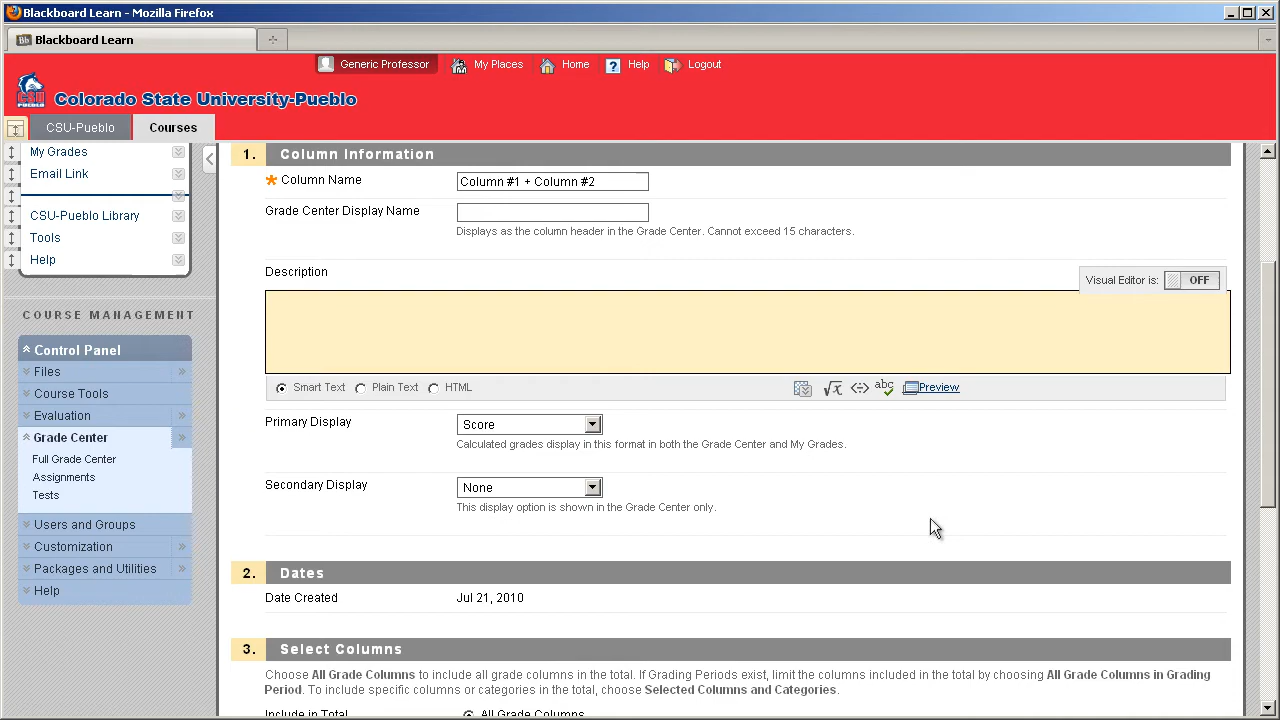 Blackboard Learn - Mozilla Firefox
Bb Blackboard Learn
Generic Professor My Places Home ? Help Logout
CSU
Colorado State University-Pueblo
CSU-Pueblo Courses
My Grades
Email Link
CSU-Pueblo Library
Tools
Help
COURSE MANAGEMENT
Control Panel
Files
Course Tools
Evaluation
Grade Center
Full Grade Center
Assignments
Tests
Users and Groups
Customization
Packages and Utilities
Help
1. Column Information
Column Name Column #1 + Column #2
Grade Center Display Name
Displays as the column header in the Grade Center. Cannot exceed 15 characters.
Description
Visual Editor is: OFF
Smart Text Plain Text HTML √x <> abc Preview
Primary Display Score
Calculated grades display in this format in both the Grade Center and My Grades.
Secondary Display None
This display option is shown in the Grade Center only.
2. Dates
Date Created Jul 21, 2010
3. Select Columns
Choose All Grade Columns to include all grade columns in the total. If Grading Periods exist, limit the columns included in the total by choosing All Grade Columns in Grading
Period. To include specific columns or categories in the total, choose Selected Columns and Categories.
Include in Total All Grade Columns